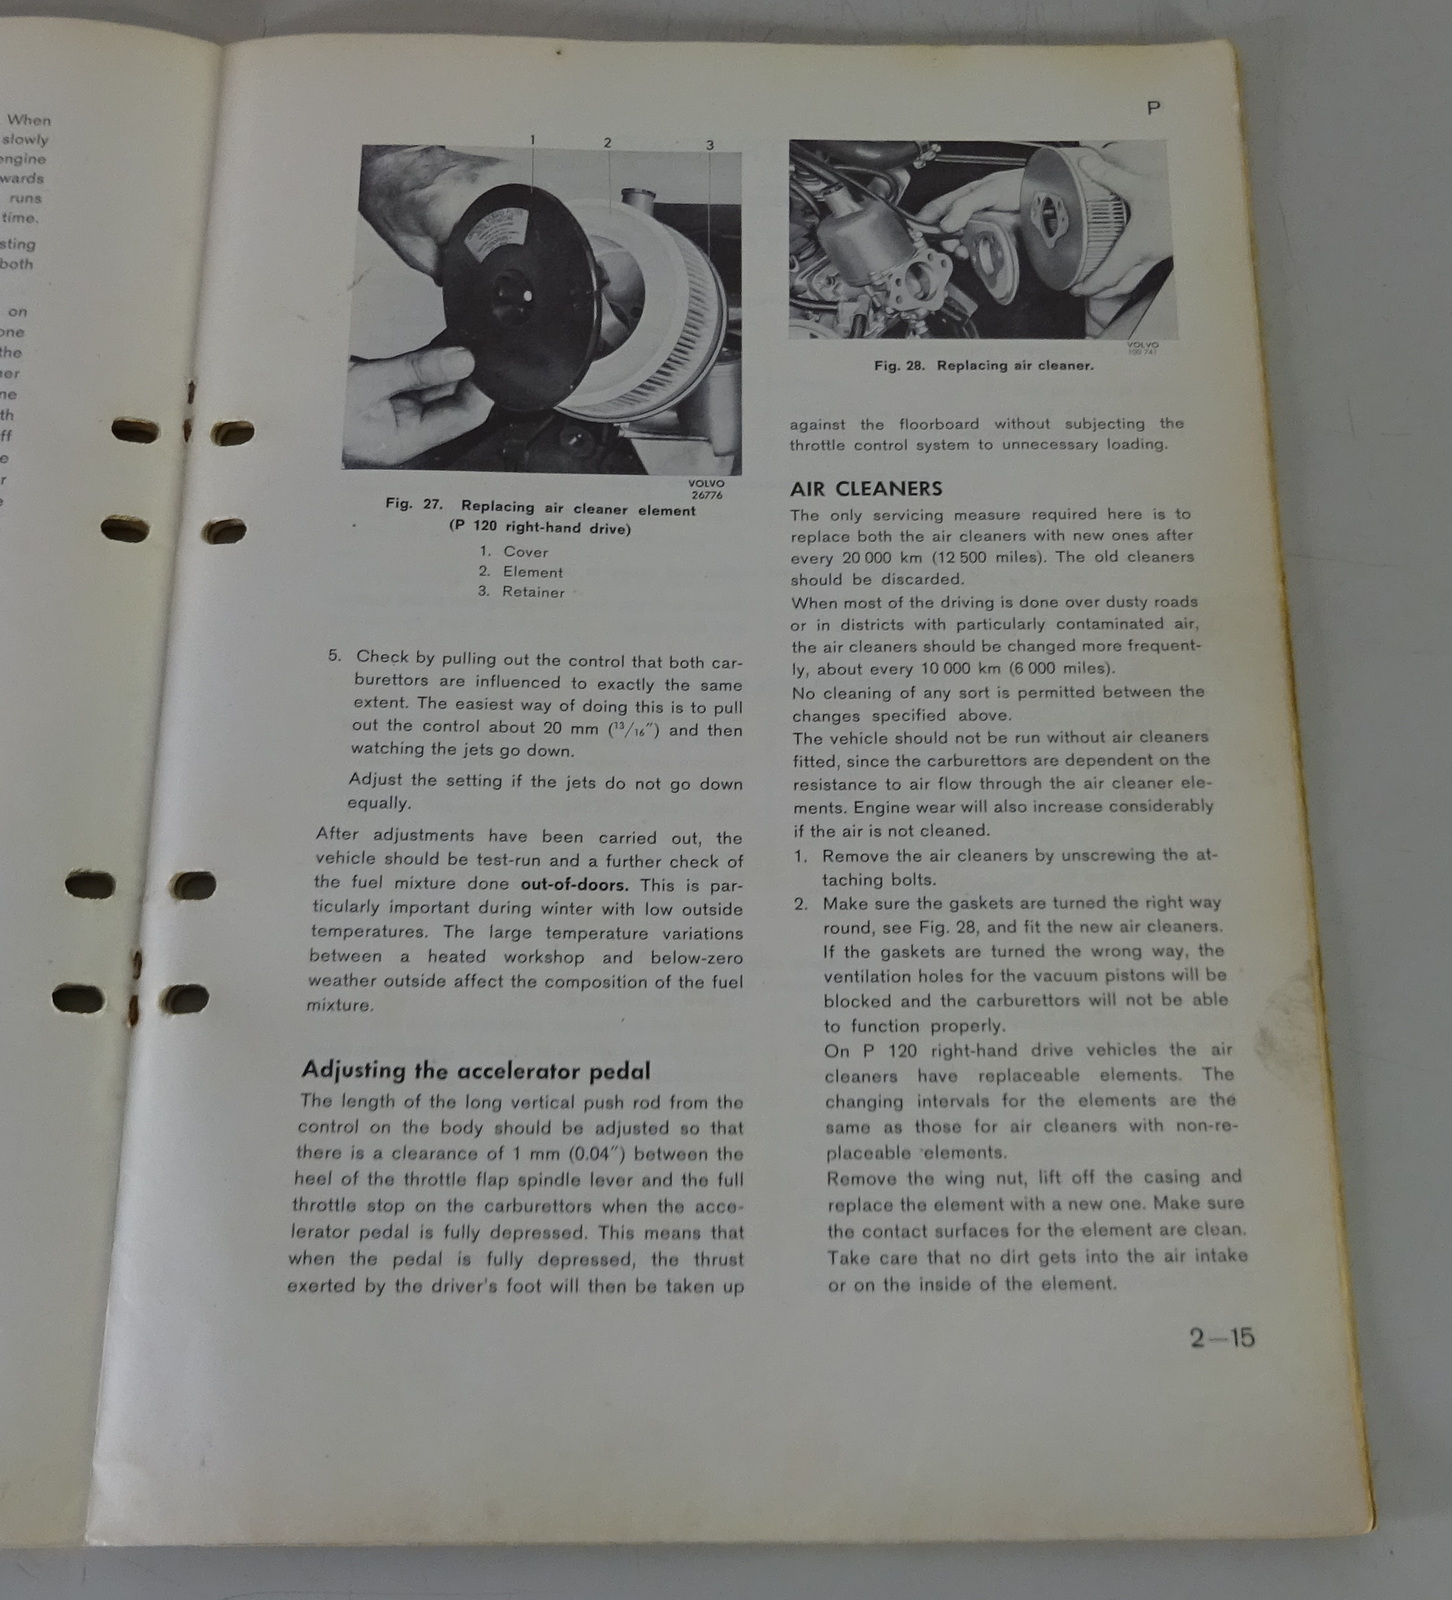 When
slowly
engine
wards
runs
time.
sting
both
on
one
the
her
ne
th
ff
e
r
P
1 2 3
VOLVO
26776
Fig. 27. Replacing air cleaner element
(P 120 right-hand drive)
1. Cover
2. Element
3. Retainer
5. Check by pulling out the control that both car-
burettors are influenced to exactly the same
extent. The easiest way of doing this is to pull
out the control about 20 mm (13/16″) and then
watching the jets go down.
Adjust the setting if the jets do not go down
equally.
After adjustments have been carried out, the
vehicle should be test-run and a further check of
the fuel mixture done out-of-doors. This is par-
ticularly important during winter with low outside
temperatures. The large temperature variations
between a heated workshop and below-zero
weather outside affect the composition of the fuel
mixture.
Adjusting the accelerator pedal
The length of the long vertical push rod from the
control on the body should be adjusted so that
there is a clearance of 1 mm (0.04″) between the
heel of the throttle flap spindle lever and the full
throttle stop on the carburettors when the acce-
lerator pedal is fully depressed. This means that
when the pedal is fully depressed, the thrust
exerted by the driver's foot will then be taken up
VOLVO
100 741
Fig. 28. Replacing air cleaner.
against the floorboard without subjecting the
throttle control system to unnecessary loading.
AIR CLEANERS
The only servicing measure required here is to
replace both the air cleaners with new ones after
every 20 000 km (12 500 miles). The old cleaners
should be discarded.
When most of the driving is done over dusty roads
or in districts with particularly contaminated air,
the air cleaners should be changed more frequent-
ly, about every 10 000 km (6 000 miles).
No cleaning of any sort is permitted between the
changes specified above.
The vehicle should not be run without air cleaners
fitted, since the carburettors are dependent on the
resistance to air flow through the air cleaner ele-
ments. Engine wear will also increase considerably
if the air is not cleaned.
1. Remove the air cleaners by unscrewing the at-
taching bolts.
2. Make sure the gaskets are turned the right way
round, see Fig. 28, and fit the new air cleaners.
If the gaskets are turned the wrong way, the
ventilation holes for the vacuum pistons will be
blocked and the carburettors will not be able
to function properly.
On P 120 right-hand drive vehicles the air
cleaners have replaceable elements. The
changing intervals for the elements are the
same as those for air cleaners with non-re-
placeable elements.
Remove the wing nut, lift off the casing and
replace the element with a new one. Make sure
the contact surfaces for the element are clean.
Take care that no dirt gets into the air intake
or on the inside of the element.
2—15